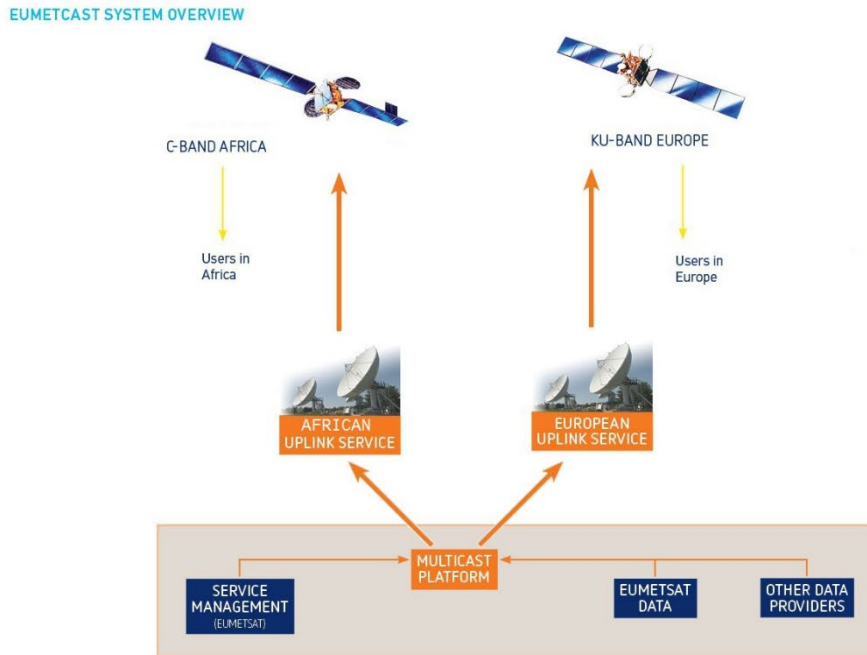 EUMETCAST SYSTEM OVERVIEW
C-BAND AFRICA
KU-BAND EUROPE
Users in
Africa
Users in
Europe
AFRICAN
UPLINK SERVICE
EUROPEAN
UPLINK SERVICE
MULTICAST
PLATFORM
SERVICE
MANAGEMENT
(EUMETSAT)
EUMETSAT
DATA
OTHER DATA
PROVIDERS